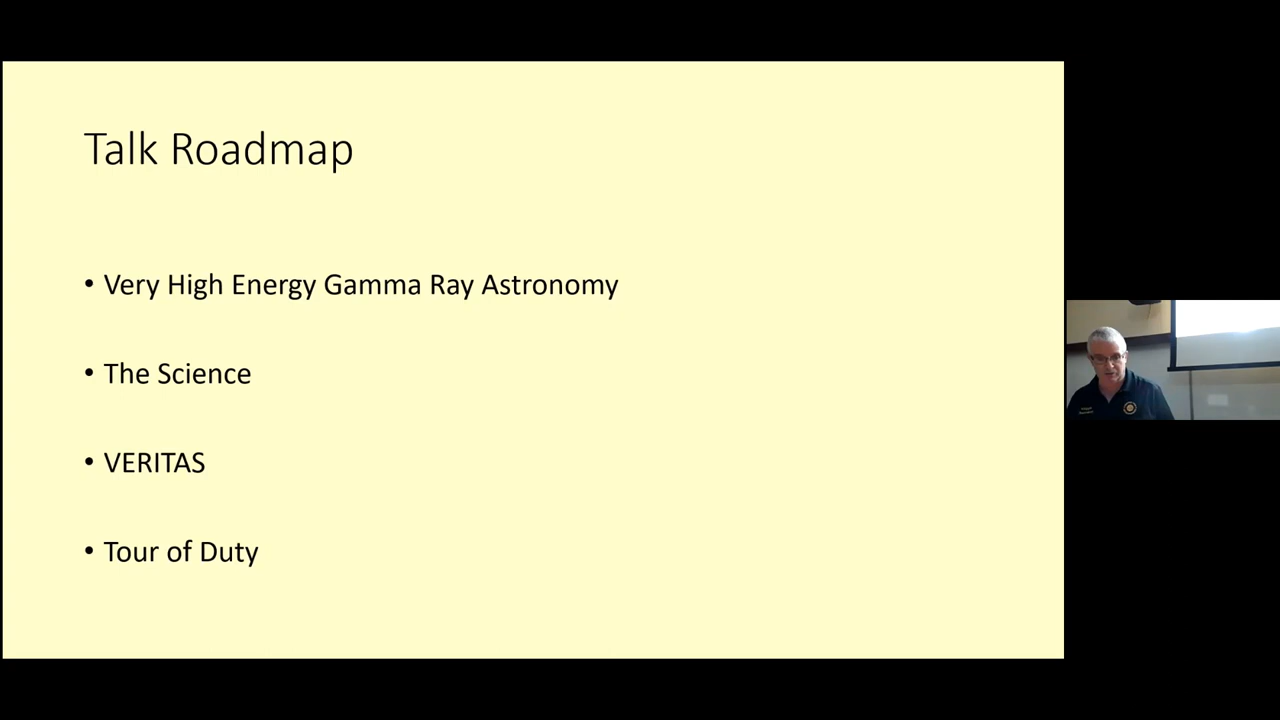 Talk Roadmap
• Very High Energy Gamma Ray Astronomy
• The Science
• VERITAS
• Tour of Duty